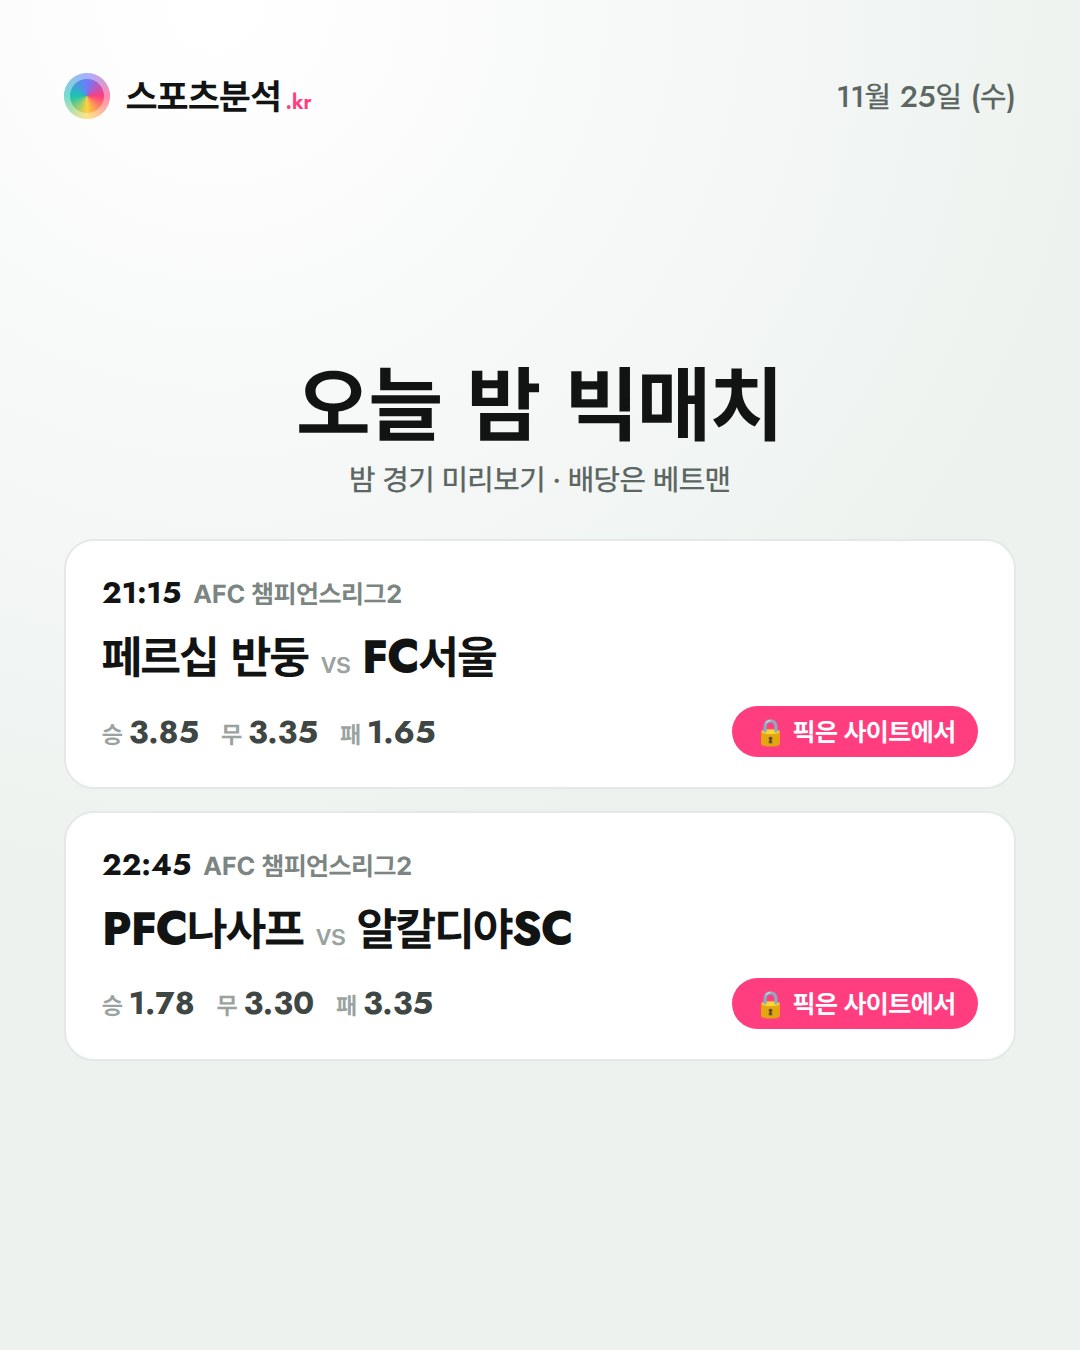 스포츠분석.kr
11월 25일 (수)
오늘 밤 빅매치
밤 경기 미리보기 · 배당은 베트맨
21:15 AFC 챔피언스리그2
페르십 반둥 vs FC서울
승 3.85 무 3.35 패 1.65
🔒 픽은 사이트에서
22:45 AFC 챔피언스리그2
PFC나사프 vs 알칼디야SC
승 1.78 무 3.30 패 3.35
🔒 픽은 사이트에서